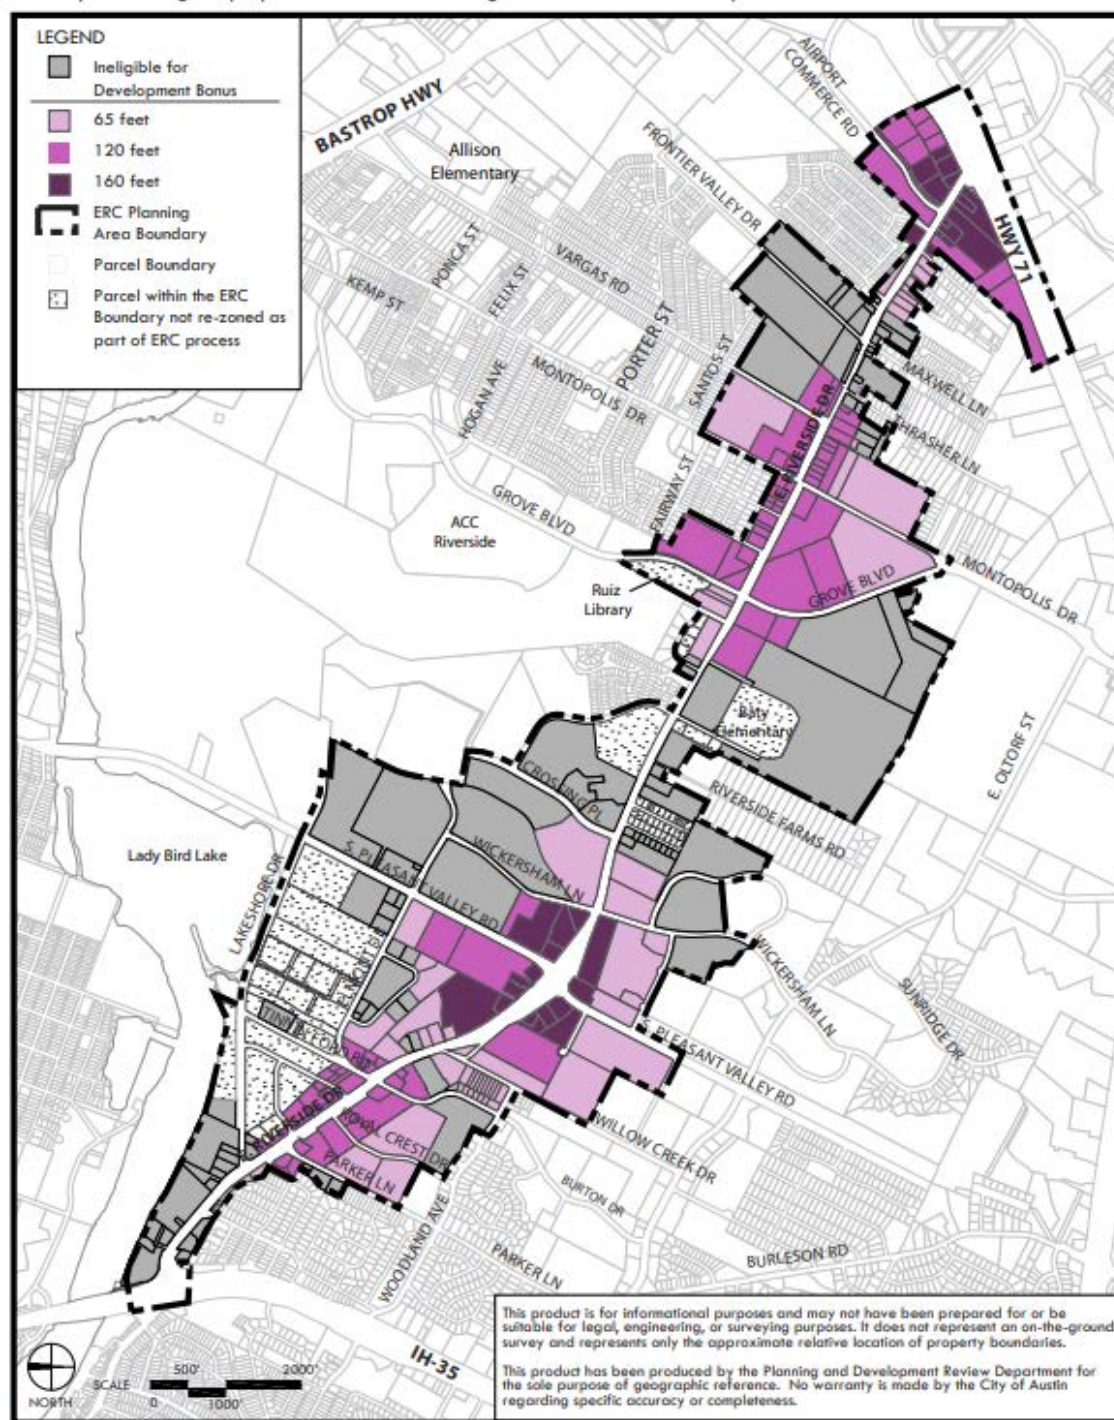 LEGEND
Ineligible for
Development Bonus
65 feet
120 feet
160 feet
ERC Planning
Area Boundary
Parcel Boundary
Parcel within the ERC
Boundary not re-zoned as
part of ERC process
BASTROP HWY
AIRPORT
COMMERCE RD
Allison
Elementary
FRONTIER VALLEY DR
HWY 71
PONCA ST
VARGAS RD
KEMP ST
FELIX ST
PORTER ST
SANTOS ST
MAXWELL LN
HOGAN AVE
MONTOPOLIS DR
E. RIVERSIDE DR
THRASHER LN
FAIRWAY ST
GROVE BLVD
ACC
Riverside
Ruiz
Library
GROVE BLVD
MONTOPOLIS DR
Baty
Elementary
E. OLTORF ST
CROSSING PL
RIVERSIDE FARMS RD
Lady Bird Lake
LAKESHORE DR
S. PLEASANT VALLEY RD
WICKERSHAM LN
WICKERSHAM LN
SUNRIDGE DR
S. PLEASANT VALLEY RD
RIVERSIDE DR
ROYAL CREST DR
PARKER LN
WILLOW CREEK DR
BURTON DR
WOODLAND AVE
PARKER LN
BURLESON RD
IH-35
NORTH
SCALE
500'
2000'
0
1000'
This product is for informational purposes and may not have been prepared for or be
suitable for legal, engineering, or surveying purposes. It does not represent an on-the-ground
survey and represents only the approximate relative location of property boundaries.
This product has been produced by the Planning and Development Review Department for
the sole purpose of geographic reference. No warranty is made by the City of Austin
regarding specific accuracy or completeness.